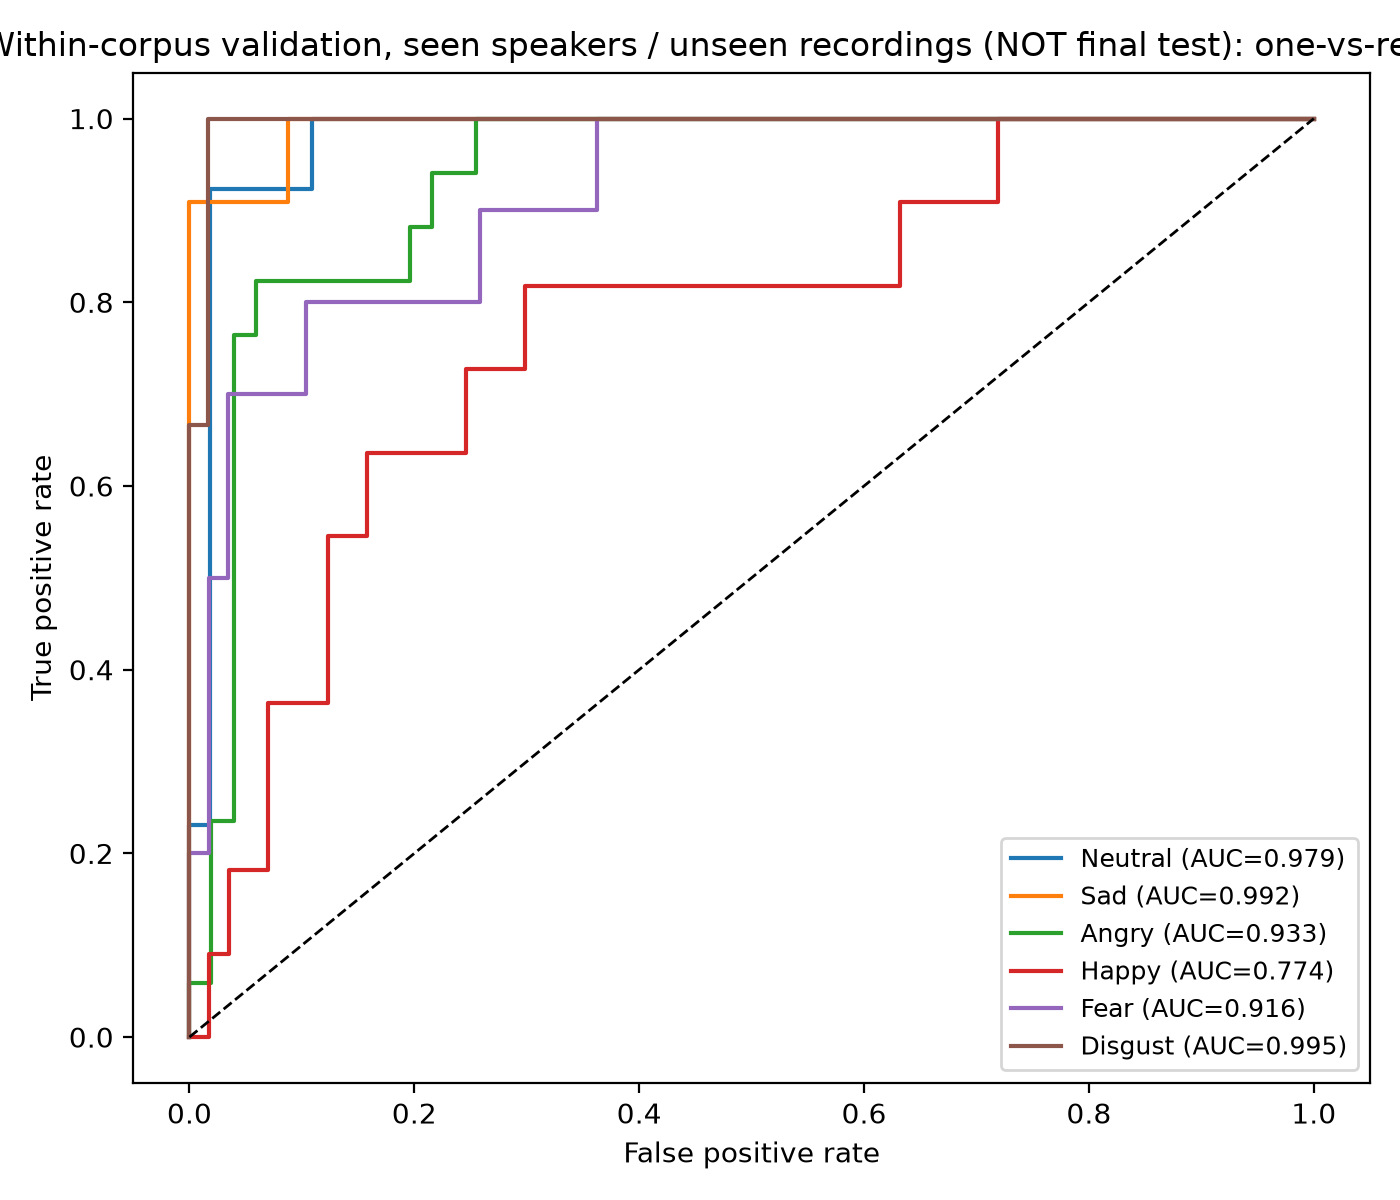 Within-corpus validation, seen speakers / unseen recordings (NOT final test): one-vs-re
1.0
0.8
0.6
0.4
0.2
0.0
True positive rate
Neutral (AUC=0.979)
Sad (AUC=0.992)
Angry (AUC=0.933)
Happy (AUC=0.774)
Fear (AUC=0.916)
Disgust (AUC=0.995)
0.0 0.2 0.4 0.6 0.8 1.0
False positive rate